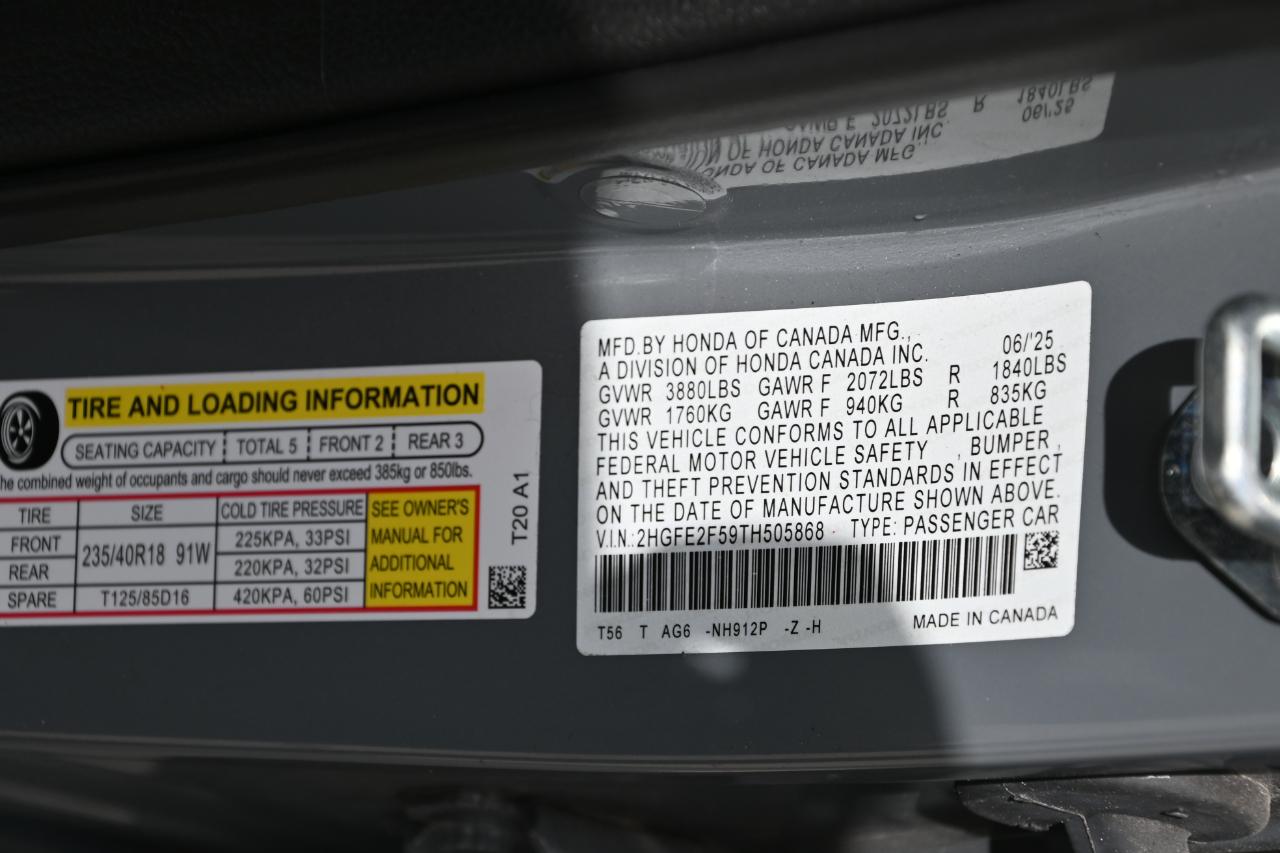 TIRE AND LOADING INFORMATION
SEATING CAPACITY TOTAL 5 FRONT 2 REAR 3
he combined weight of occupants and cargo should never exceed 385kg or 850lbs.
TIRE SIZE COLD TIRE PRESSURE SEE OWNER'S
FRONT 235/40R18 91W 225KPA, 33PSI MANUAL FOR
REAR 220KPA, 32PSI ADDITIONAL
SPARE T125/85D16 420KPA, 60PSI INFORMATION
T20 A1
MFD.BY HONDA OF CANADA MFG., 06/'25
A DIVISION OF HONDA CANADA INC.
GVWR 3880LBS GAWR F 2072LBS R 1840LBS
GVWR 1760KG GAWR F 940KG R 835KG
THIS VEHICLE CONFORMS TO ALL APPLICABLE
FEDERAL MOTOR VEHICLE SAFETY , BUMPER ,
AND THEFT PREVENTION STANDARDS IN EFFECT
ON THE DATE OF MANUFACTURE SHOWN ABOVE.
V.I.N.:2HGFE2F59TH505868 TYPE: PASSENGER CAR
T56 T AG6 -NH912P -Z -H MADE IN CANADA